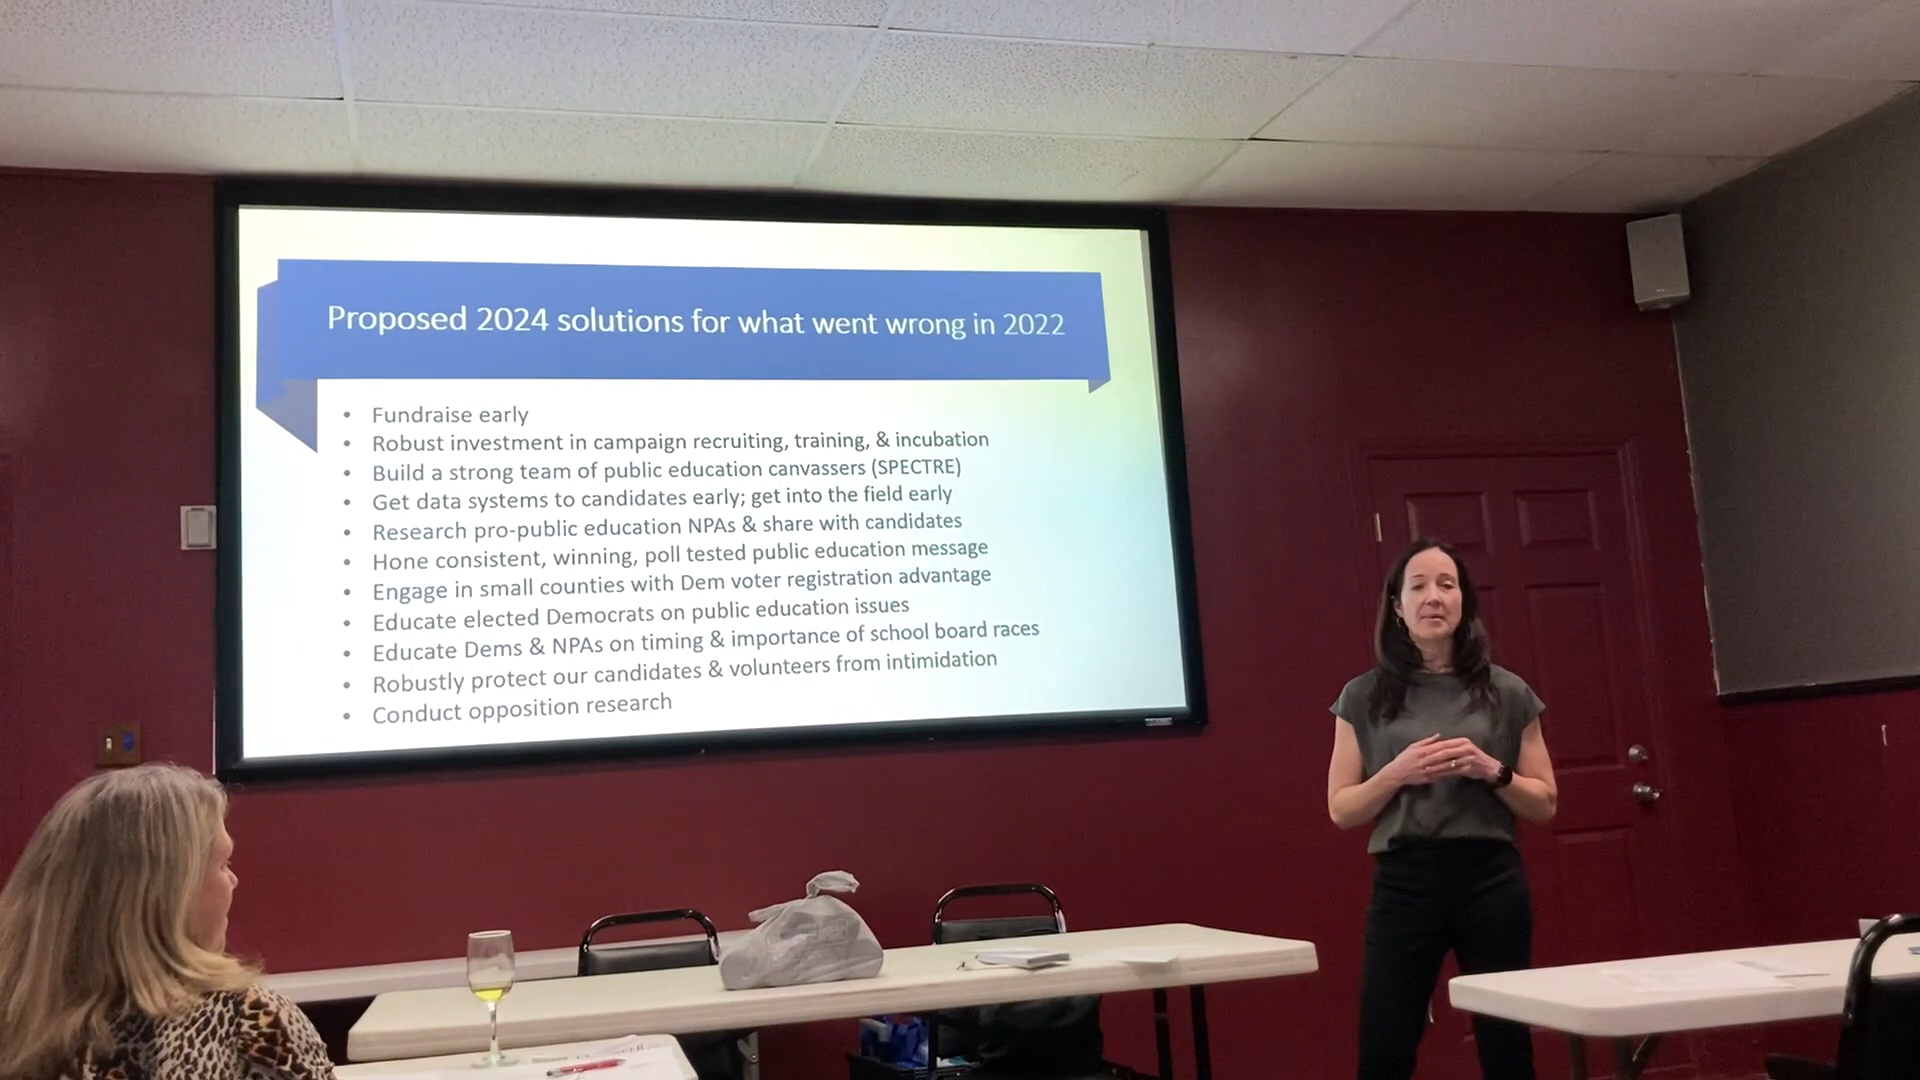 Proposed 2024 solutions for what went wrong in 2022
• Fundraise early
• Robust investment in campaign recruiting, training, & incubation
• Build a strong team of public education canvassers (SPECTRE)
• Get data systems to candidates early; get into the field early
• Research pro-public education NPAs & share with candidates
• Hone consistent, winning, poll tested public education message
• Engage in small counties with Dem voter registration advantage
• Educate elected Democrats on public education issues
• Educate Dems & NPAs on timing & importance of school board races
• Robustly protect our candidates & volunteers from intimidation
• Conduct opposition research